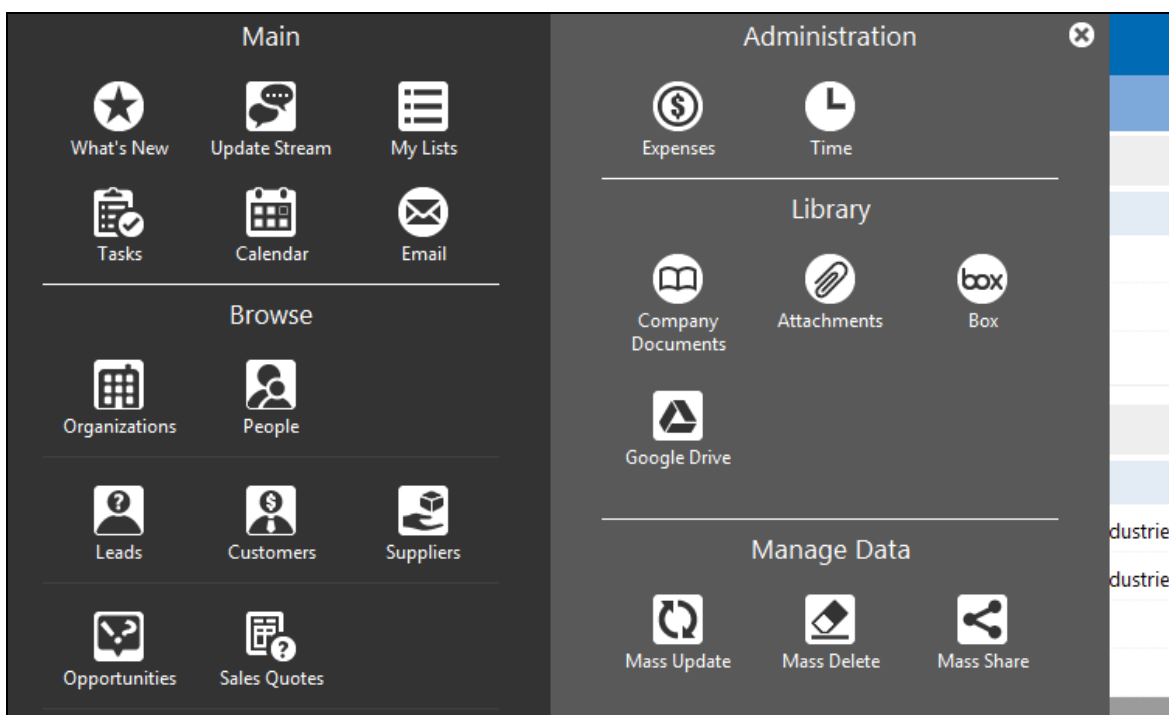 Main
What's New
Update Stream
My Lists
Tasks
Calendar
Email
Browse
Organizations
People
Leads
Customers
Suppliers
Opportunities
Sales Quotes
Administration
Expenses
Time
Library
Company
Documents
Attachments
box
Box
Google Drive
Manage Data
Mass Update
Mass Delete
Mass Share
dustrie
dustrie